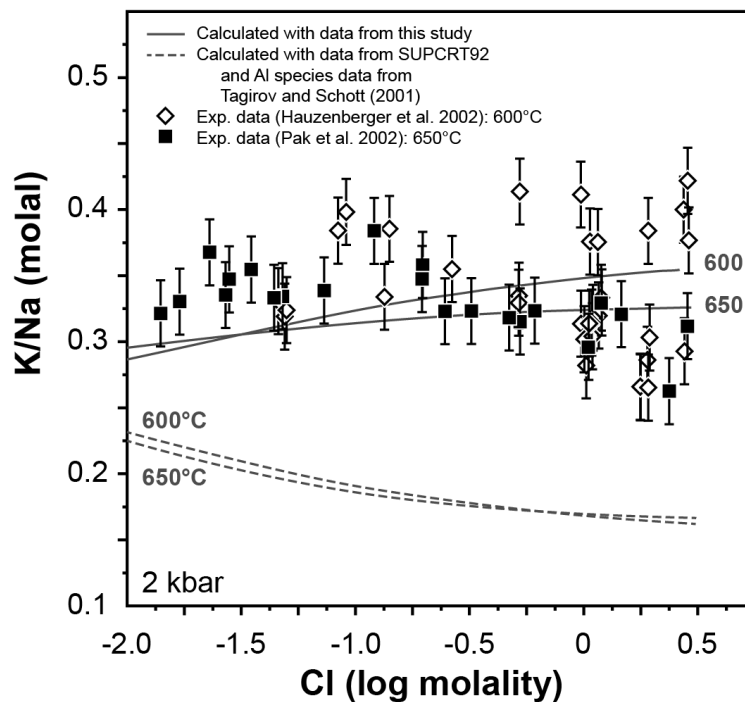 Calculated with data from this study
Calculated with data from SUPCRT92
and Al species data from
Tagirov and Schott (2001)
Exp. data (Hauzenberger et al. 2002): 600°C
Exp. data (Pak et al. 2002): 650°C
K/Na (molal)
0.5
0.4
0.3
0.2
0.1
600
650
600°C
650°C
2 kbar
-2.0 -1.5 -1.0 -0.5 0 0.5
Cl (log molality)